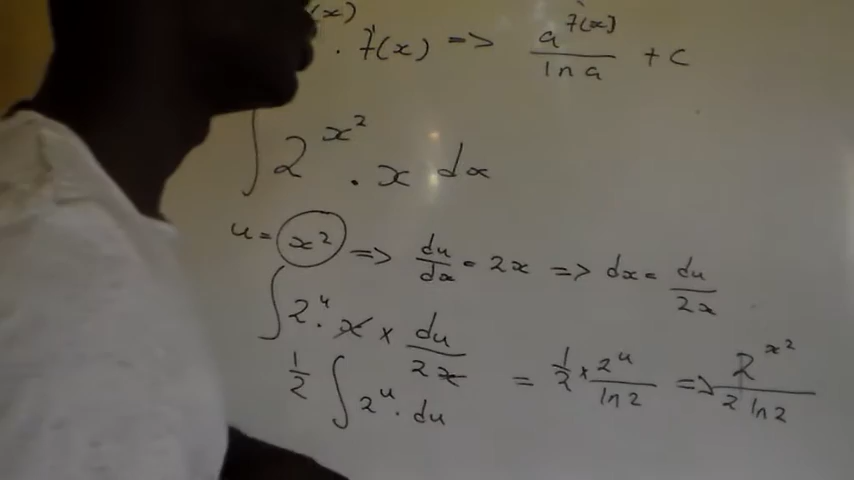 (x) . f'(x) => a^f(x) / ln a + c
∫ 2^x² . x dx
u = x² => du/dx = 2x => dx = du/2x
∫ 2^u . x × du/2x
1/2 ∫ 2^u . du = 1/2 × 2^u / ln 2 => 2^x² / 2 ln 2